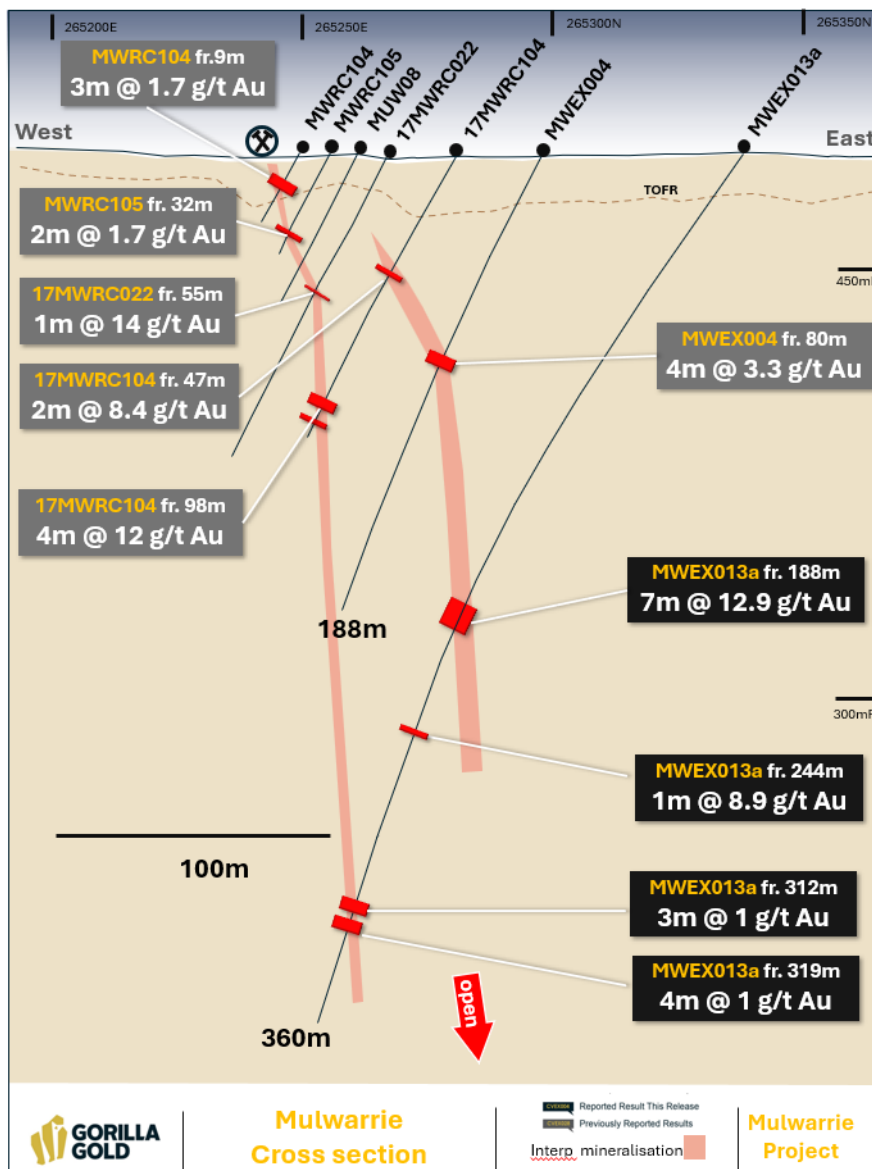 265200E
265250E
265300N
265350N
MWRC104 fr.9m
3m @ 1.7 g/t Au
MWRC104
MWRC105
MUW08
17MWRC022
17MWRC104
MWEX004
MWEX013a
West
East
TOFR
MWRC105 fr. 32m
2m @ 1.7 g/t Au
450mR
17MWRC022 fr. 55m
1m @ 14 g/t Au
MWEX004 fr. 80m
4m @ 3.3 g/t Au
17MWRC104 fr. 47m
2m @ 8.4 g/t Au
17MWRC104 fr. 98m
4m @ 12 g/t Au
MWEX013a fr. 188m
7m @ 12.9 g/t Au
188m
300mR
MWEX013a fr. 244m
1m @ 8.9 g/t Au
100m
MWEX013a fr. 312m
3m @ 1 g/t Au
MWEX013a fr. 319m
4m @ 1 g/t Au
open
360m
GORILLA
GOLD
Mulwarrie
Cross section
Reported Result This Release
Previously Reported Results
Interp mineralisation
Mulwarrie
Project